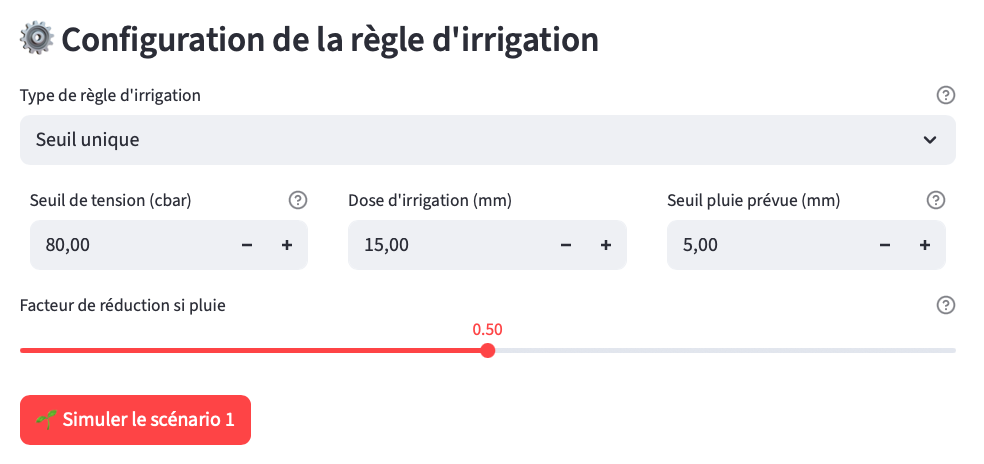 Configuration de la règle d'irrigation
Type de règle d'irrigation
Seuil unique
Seuil de tension (cbar)
Dose d'irrigation (mm)
Seuil pluie prévue (mm)
80,00
15,00
5,00
Facteur de réduction si pluie
0.50
Simuler le scénario 1